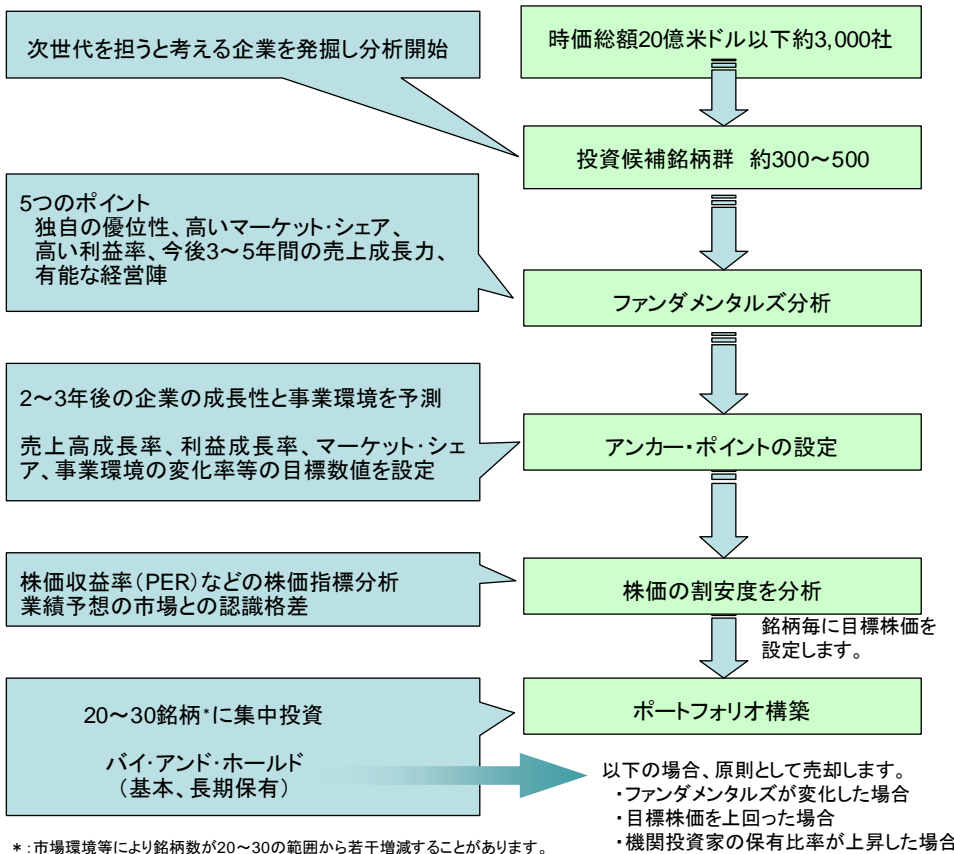 次世代を担うと考える企業を発掘し分析開始
時価総額20億米ドル以下約3,000社
投資候補銘柄群 約300～500
5つのポイント
独自の優位性、高いマーケット・シェア、
高い利益率、今後3～5年間の売上成長力、
有能な経営陣
ファンダメンタルズ分析
2～3年後の企業の成長性と事業環境を予測
売上高成長率、利益成長率、マーケット・シェ
ア、事業環境の変化率等の目標数値を設定
アンカー・ポイントの設定
株価収益率（PER）などの株価指標分析
業績予想の市場との認識格差
株価の割安度を分析
銘柄毎に目標株価を
設定します。
20～30銘柄*に集中投資
バイ・アンド・ホールド
（基本、長期保有）
ポートフォリオ構築
以下の場合、原則として売却します。
・ファンダメンタルズが変化した場合
・目標株価を上回った場合
・機関投資家の保有比率が上昇した場合
*：市場環境等により銘柄数が20～30の範囲から若干増減することがあります。